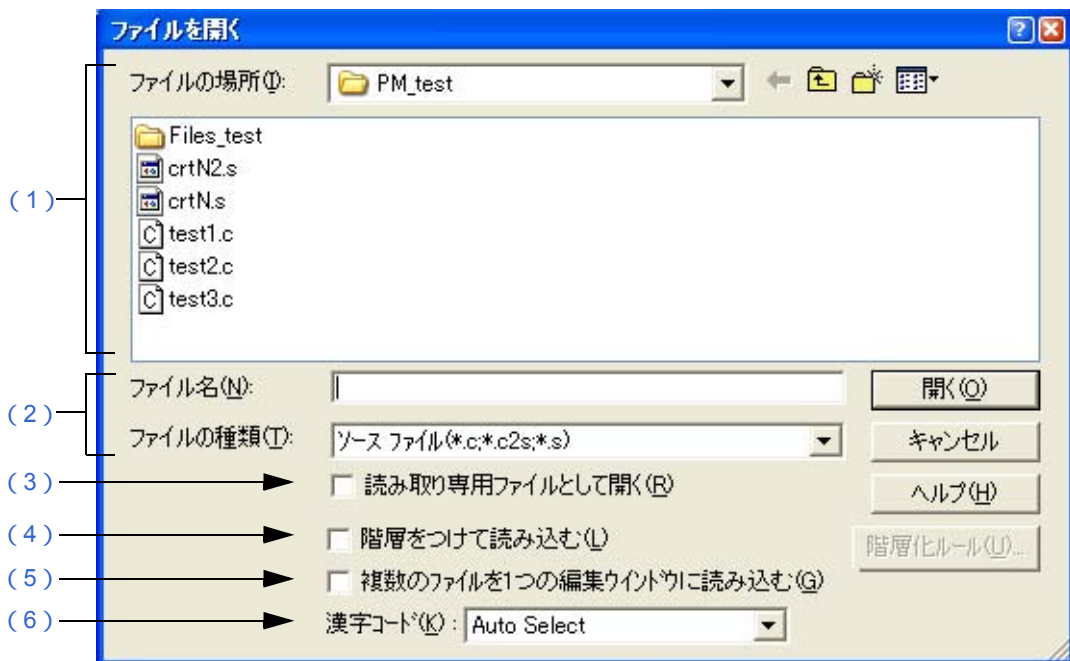 ファイルを開く
(1)
ファイルの場所(I):
PM_test
Files_test
crtN2.s
crtN.s
test1.c
test2.c
test3.c
(2)
ファイル名(N):
開く(O)
ファイルの種類(T):
ソース ファイル(*.c;*.c2s;*.s)
キャンセル
(3)
読み取り専用ファイルとして開く(R)
ヘルプ(H)
(4)
階層をつけて読み込む(L)
階層化ルール(U)...
(5)
複数のファイルを1つの編集ウインドウに読み込む(G)
(6)
漢字コード(K) : Auto Select